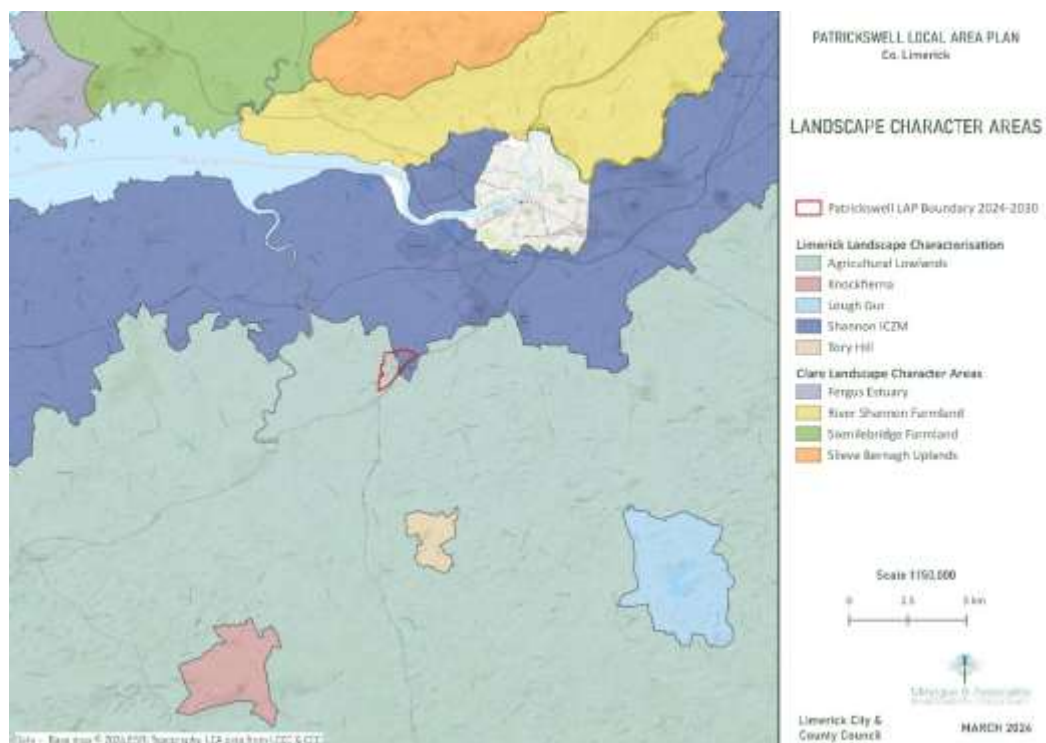 PATRICKSWELL LOCAL AREA PLAN
Co. Limerick
LANDSCAPE CHARACTER AREAS
Patrickswell LAP Boundary 2024-2030
Limerick Landscape Characterisation
Agricultural Lowlands
Knockfierna
Lough Gur
Shannon ICZM
Tory Hill
Clare Landscape Character Areas
Fergus Estuary
River Shannon Farmland
Sixmilebridge Farmland
Slieve Bernagh Uplands
Scale 1:150,000
0 2.5 5 km
& Associates
Limerick City &
County Council
MARCH 2024